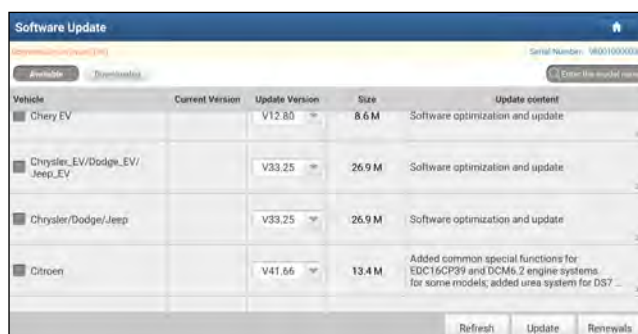 Software Update
Serial Number:
Available Downloaded
Enter the model name
Vehicle Current Version Update Version Size Update content
Chery EV V12.80 8.6 M Software optimization and update
Chrysler_EV/Dodge_EV/
Jeep_EV V33.25 26.9 M Software optimization and update
Chrysler/Dodge/Jeep V33.25 26.9 M Software optimization and update
Citroen V41.66 13.4 M Added common special functions for
EDC16CP39 and DCM6.2 engine systems
for some models; added urea system for DS7 ...
Refresh Update Renewals